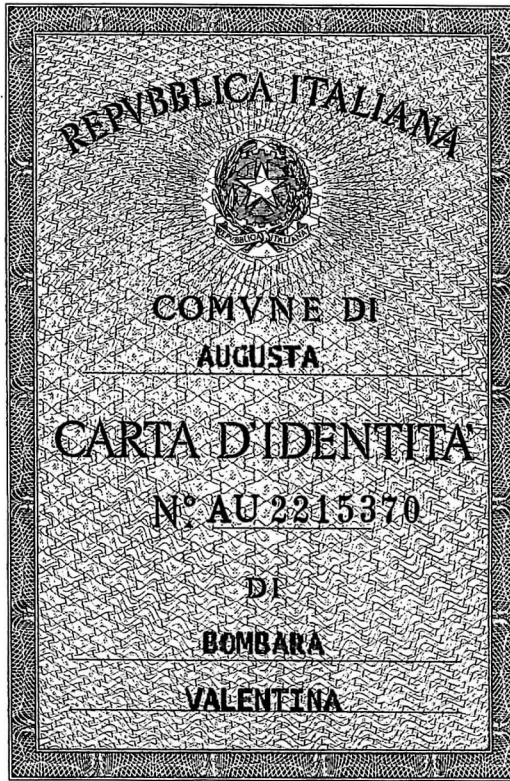 REPVBBLICA ITALIANA
COMVNE DI
AUGUSTA
CARTA D'IDENTITA'
N° AU 2215370
DI
BOMBARA
VALENTINA